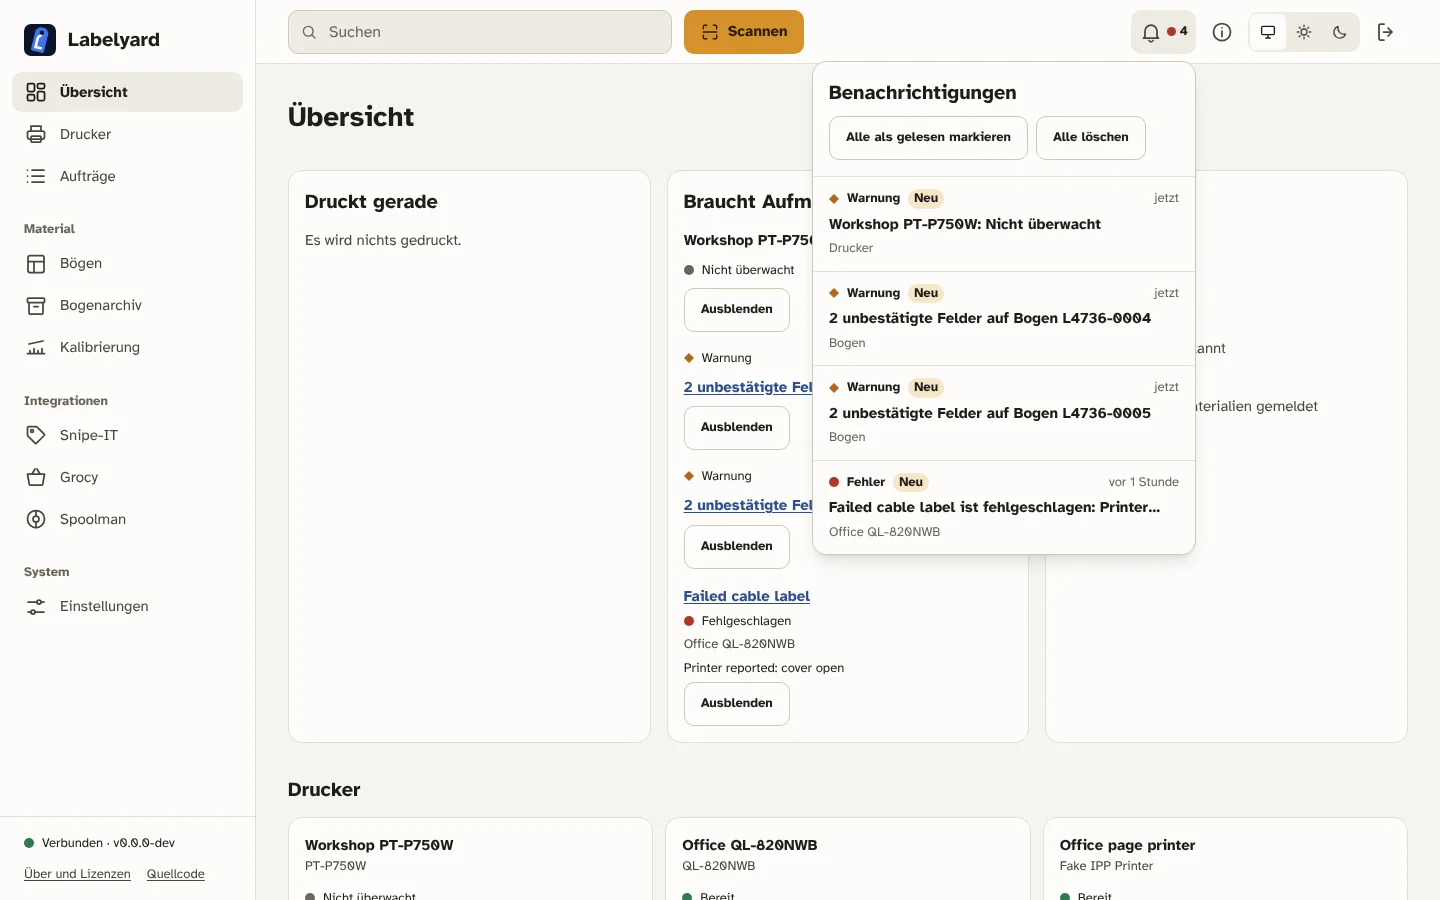 Labelyard
Suchen
Scannen
4
Übersicht
Drucker
Aufträge
Material
Bögen
Bogenarchiv
Kalibrierung
Integrationen
Snipe-IT
Grocy
Spoolman
System
Einstellungen
Verbunden · v0.0.0-dev
Über und Lizenzen
Quellcode
Übersicht
Druckt gerade
Es wird nichts gedruckt.
Braucht Aufm
Workshop PT-P750
Nicht überwacht
Ausblenden
Warnung
2 unbestätigte Fel
Ausblenden
Warnung
2 unbestätigte Fel
Ausblenden
Failed cable label
Fehlgeschlagen
Office QL-820NWB
Printer reported: cover open
Ausblenden
Benachrichtigungen
Alle als gelesen markieren
Alle löschen
Warnung Neu jetzt
Workshop PT-P750W: Nicht überwacht
Drucker
Warnung Neu jetzt
2 unbestätigte Felder auf Bogen L4736-0004
Bogen
Warnung Neu jetzt
2 unbestätigte Felder auf Bogen L4736-0005
Bogen
Fehler Neu vor 1 Stunde
Failed cable label ist fehlgeschlagen: Printer…
Office QL-820NWB
annt
terialien gemeldet
Drucker
Workshop PT-P750W
PT-P750W
Nicht überwacht
Office QL-820NWB
QL-820NWB
Bereit
Office page printer
Fake IPP Printer
Bereit